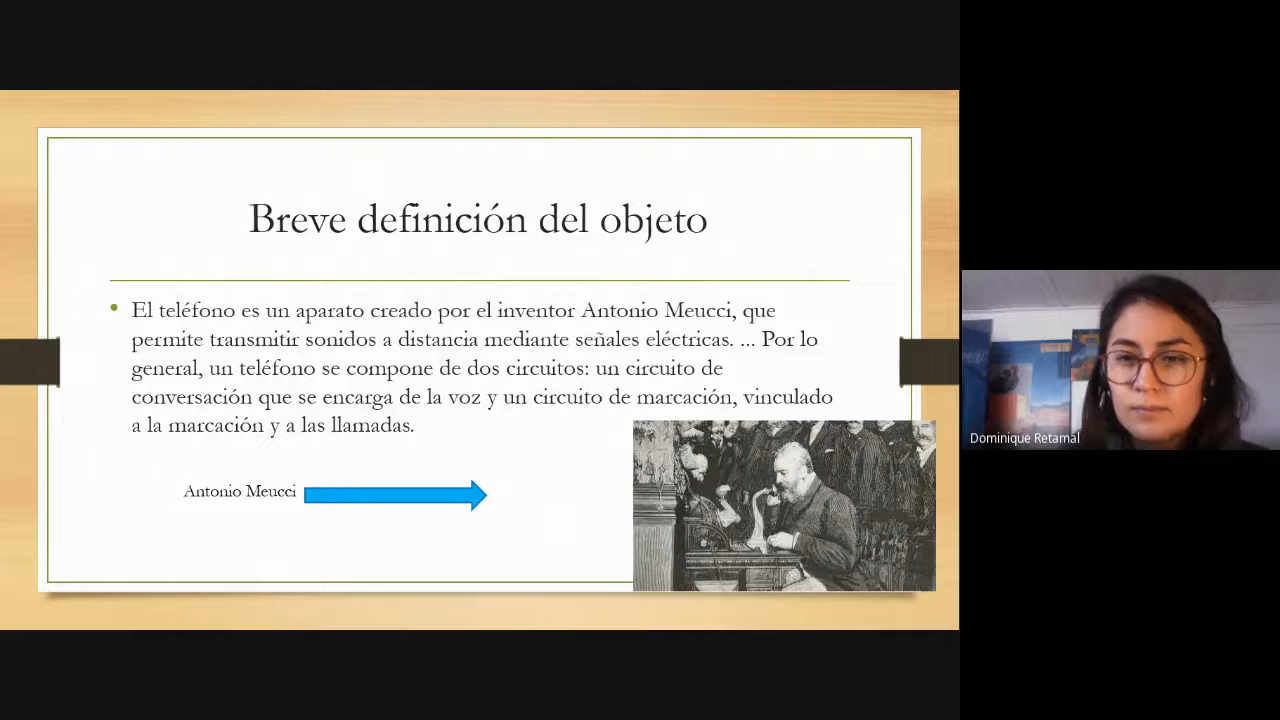 Breve definición del objeto
• El teléfono es un aparato creado por el inventor Antonio Meucci, que
permite transmitir sonidos a distancia mediante señales eléctricas. ... Por lo
general, un teléfono se compone de dos circuitos: un circuito de
conversación que se encarga de la voz y un circuito de marcación, vinculado
a la marcación y a las llamadas.
Antonio Meucci
Dominique Retamal